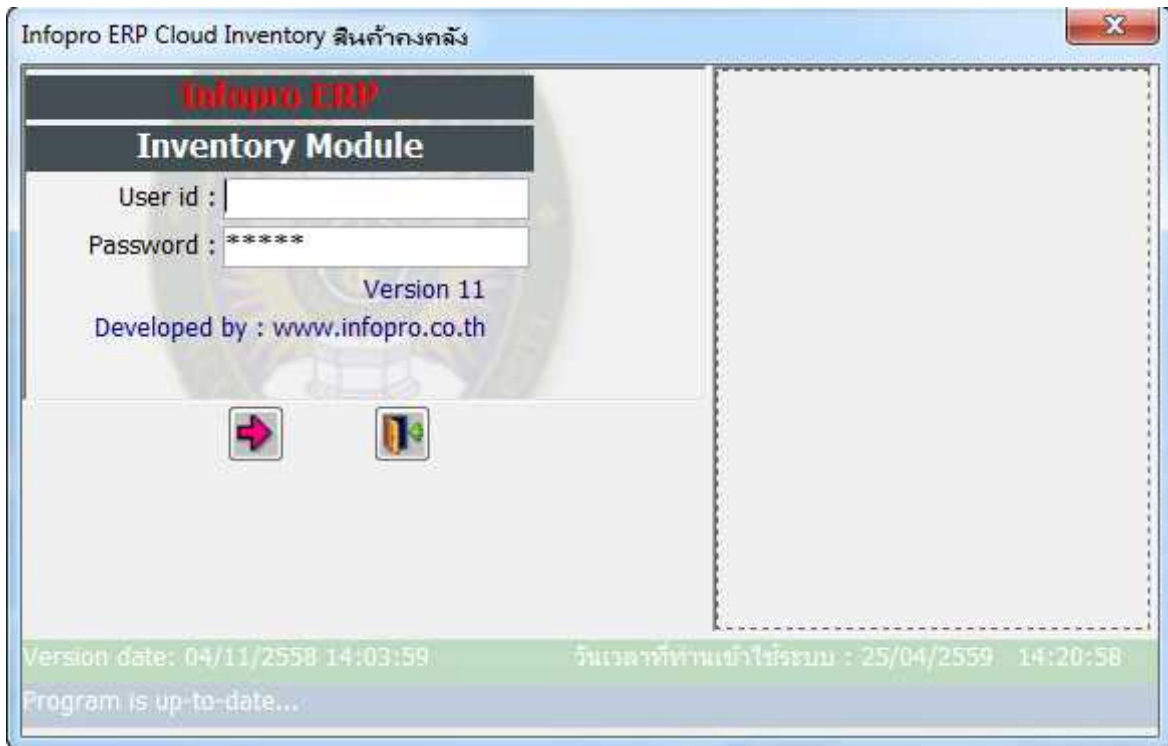 Infopro ERP Cloud Inventory สินค้าคงคลัง
Infopro ERP
Inventory Module
User id :
Password : *****
Version 11
Developed by : www.infopro.co.th
Version date: 04/11/2558 14:03:59 วันเวลาที่ท่านเข้าใช้ระบบ : 25/04/2559 14:20:58
Program is up-to-date...